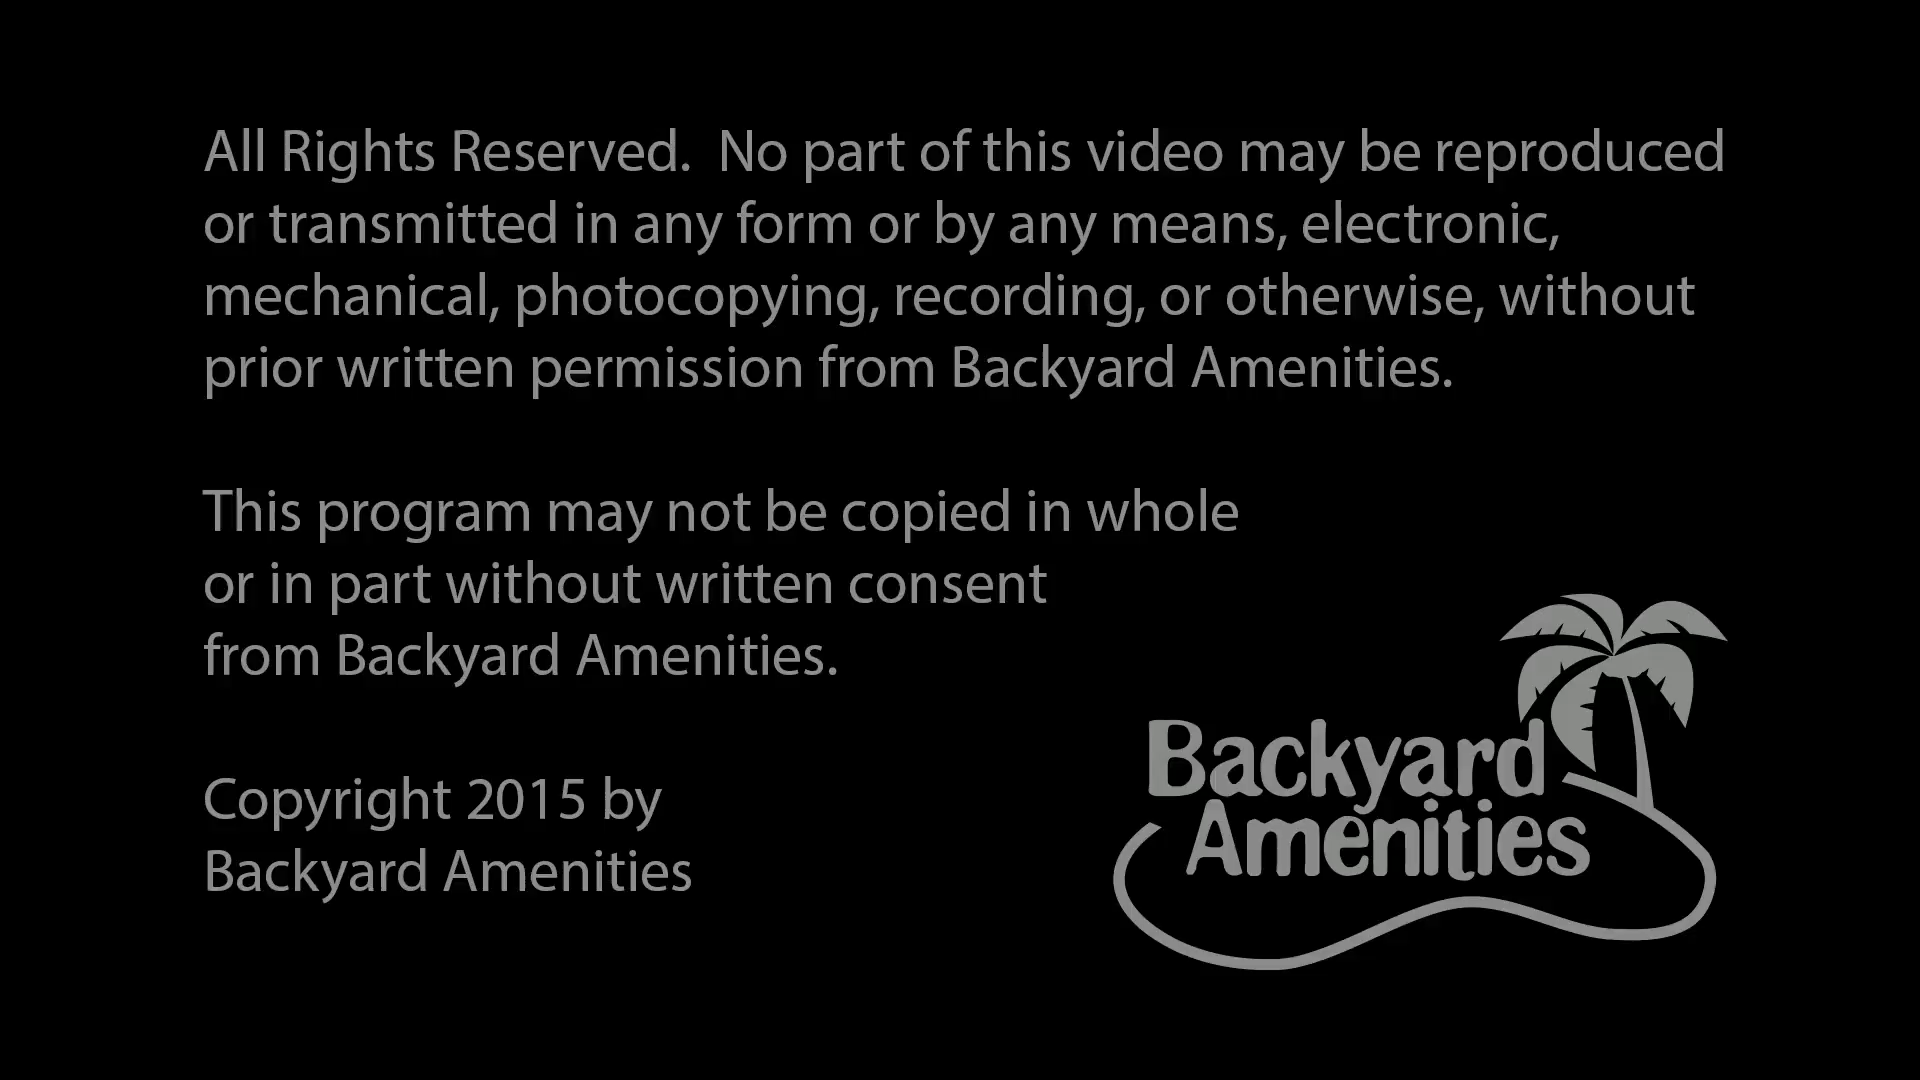 All Rights Reserved.  No part of this video may be reproduced
or transmitted in any form or by any means, electronic,
mechanical, photocopying, recording, or otherwise, without
prior written permission from Backyard Amenities.
This program may not be copied in whole
or in part without written consent
from Backyard Amenities.
Copyright 2015 by
Backyard Amenities
Backyard
Amenities